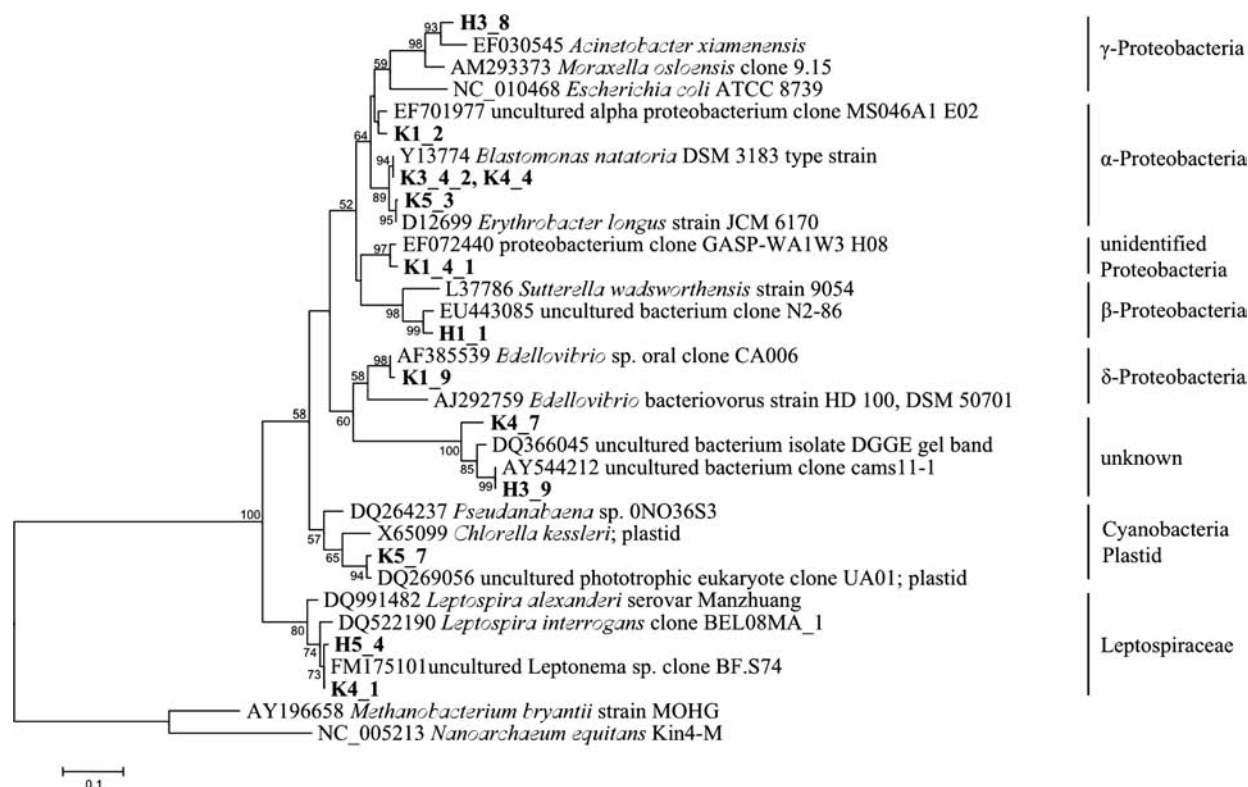 H3_8
93
98
EF030545 Acinetobacter xiamenensis
γ-Proteobacteria
59
AM293373 Moraxella osloensis clone 9.15
NC_010468 Escherichia coli ATCC 8739
EF701977 uncultured alpha proteobacterium clone MS046A1 E02
64
K1_2
94
Y13774 Blastomonas natatoria DSM 3183 type strain
α-Proteobacteria
K3_4_2, K4_4
89
K5_3
52
95
D12699 Erythrobacter longus strain JCM 6170
97
EF072440 proteobacterium clone GASP-WA1W3 H08
unidentified
K1_4_1
Proteobacteria
L37786 Sutterella wadsworthensis strain 9054
98
EU443085 uncultured bacterium clone N2-86
β-Proteobacteria
99
H1_1
98
AF385539 Bdellovibrio sp. oral clone CA006
58
K1_9
δ-Proteobacteria
AJ292759 Bdellovibrio bacteriovorus strain HD 100, DSM 50701
58
60
K4_7
100
DQ366045 uncultured bacterium isolate DGGE gel band
85
AY544212 uncultured bacterium clone cams11-1
unknown
99
H3_9
100
DQ264237 Pseudanabaena sp. 0NO36S3
57
X65099 Chlorella kessleri; plastid
Cyanobacteria
65
K5_7
Plastid
94
DQ269056 uncultured phototrophic eukaryote clone UA01; plastid
DQ991482 Leptospira alexanderi serovar Manzhuang
80
DQ522190 Leptospira interrogans clone BEL08MA_1
74
H5_4
Leptospiraceae
73
FM175101uncultured Leptonema sp. clone BF.S74
K4_1
AY196658 Methanobacterium bryantii strain MOHG
NC_005213 Nanoarchaeum equitans Kin4-M
0.1